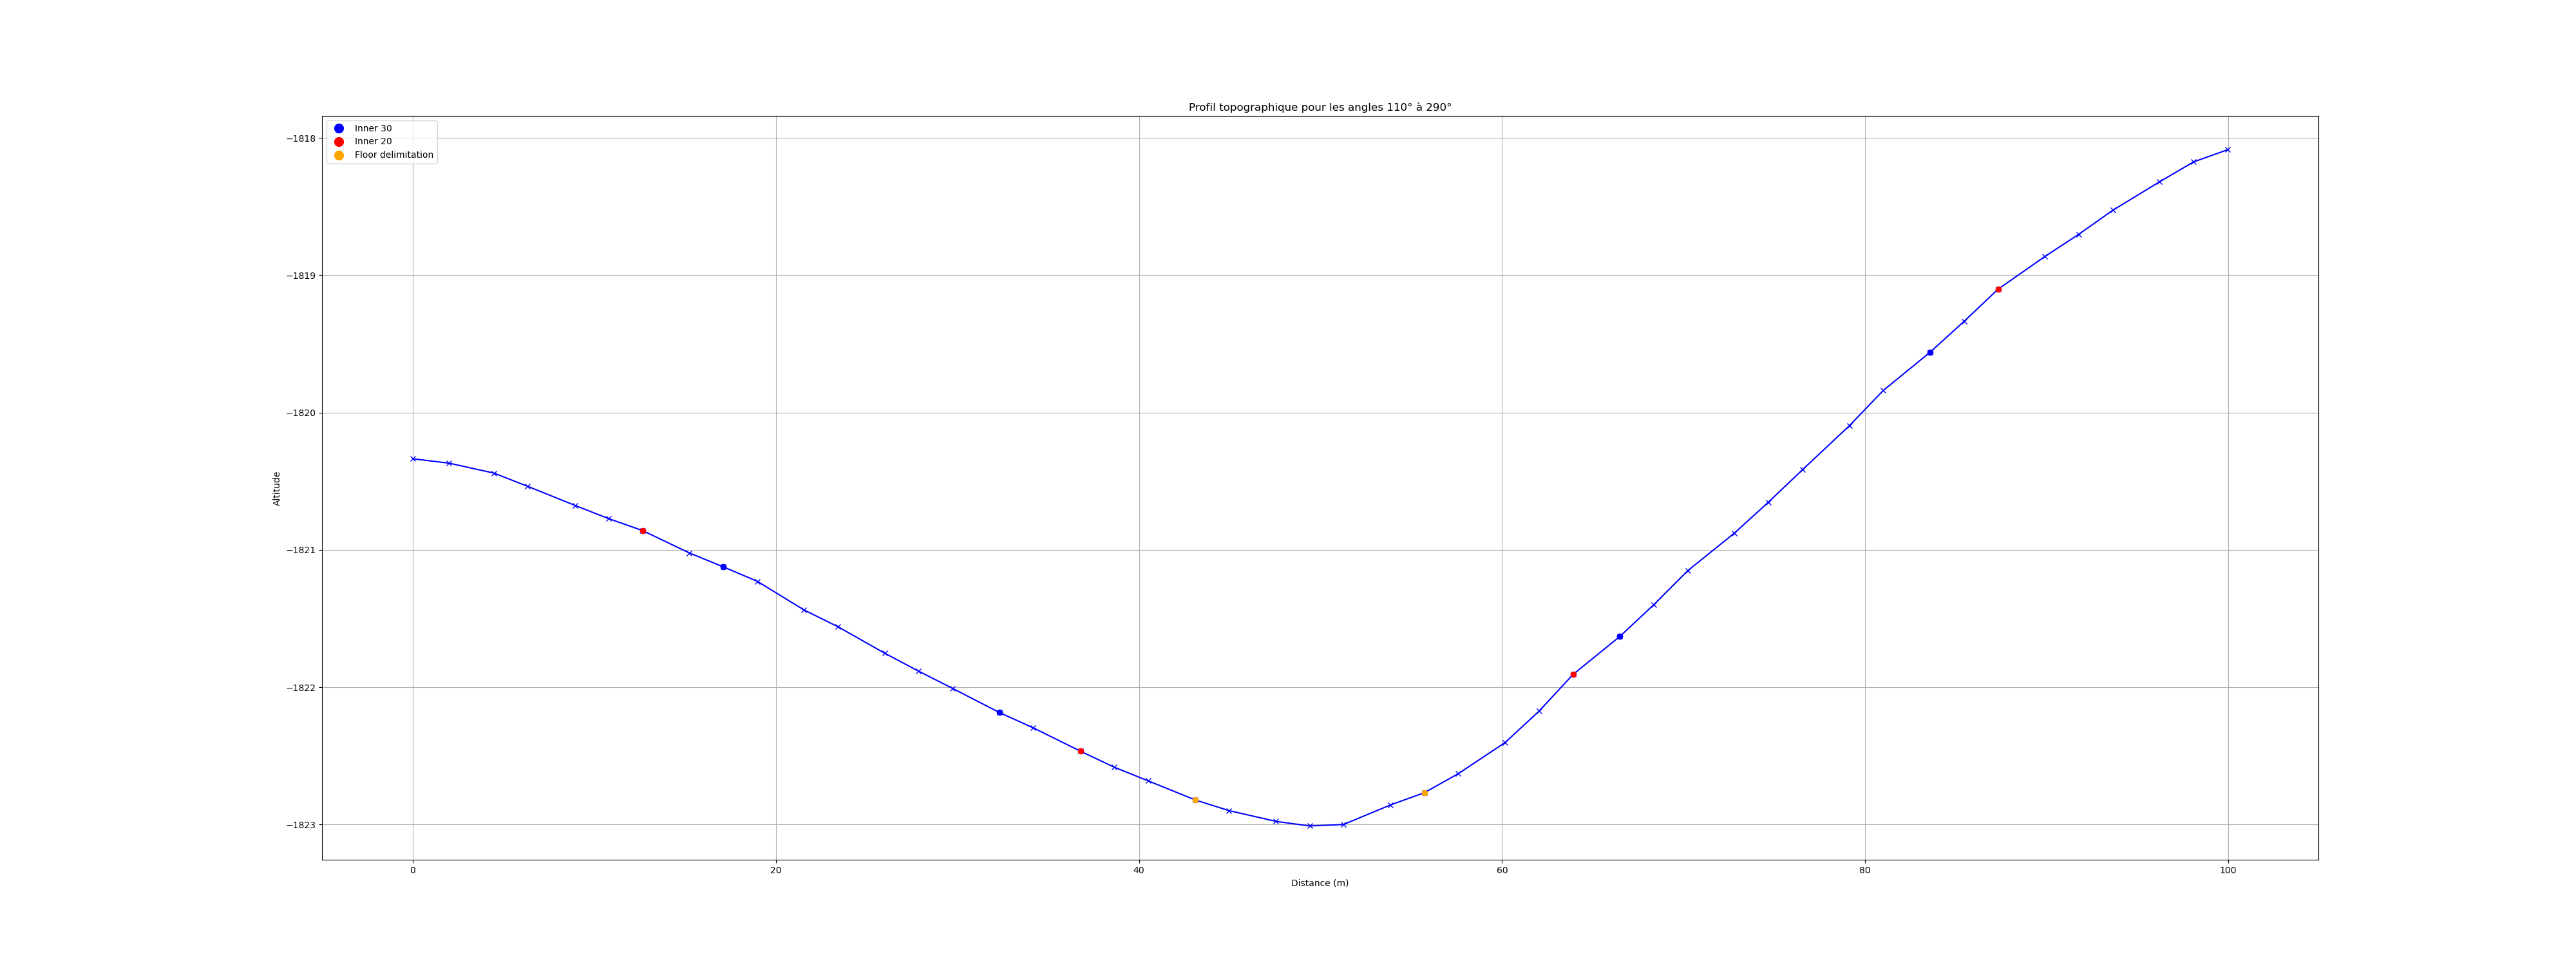 Profil topographique pour les angles 110° à 290°
Inner 30
Inner 20
Floor delimitation
−1818
−1819
−1820
−1821
−1822
−1823
Altitude
0 20 40 60 80 100
Distance (m)